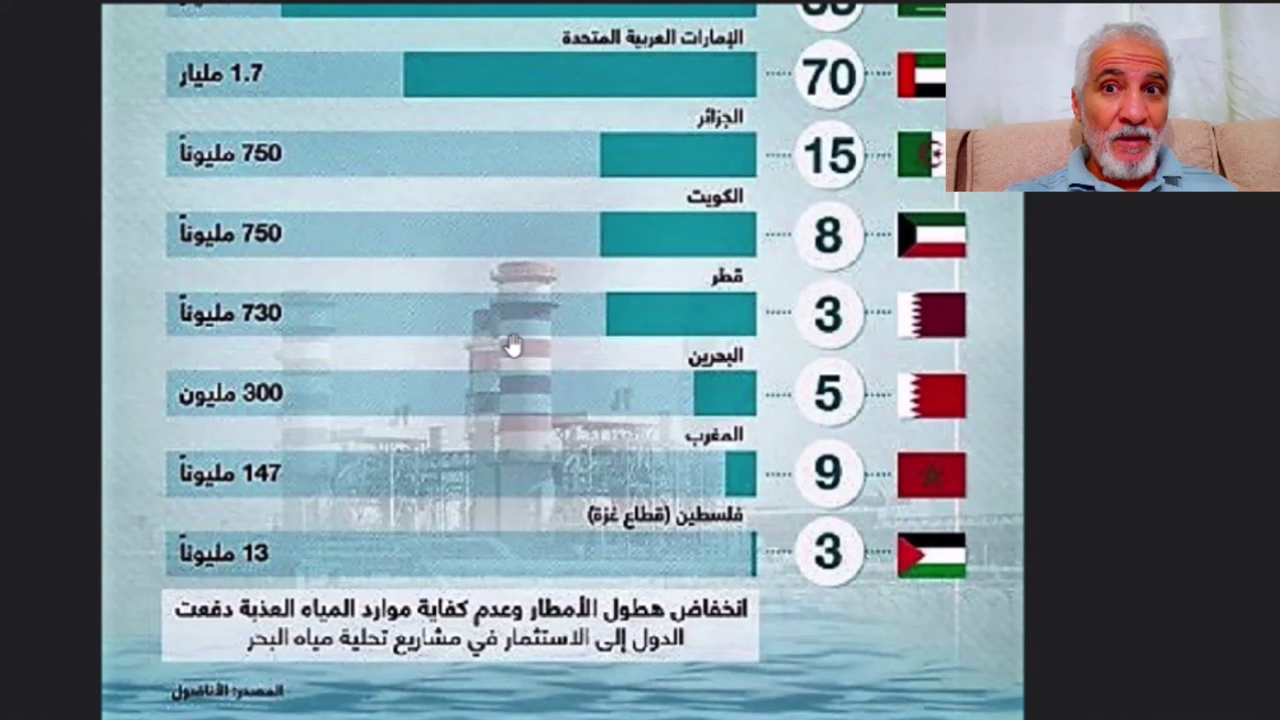 الإمارات العربية المتحدة
70 1.7 مليار
الجزائر
15 750 مليوناً
الكويت
8 750 مليوناً
قطر
3 730 مليوناً
البحرين
5 300 مليون
المغرب
9 147 مليوناً
فلسطين (قطاع غزة)
3 13 مليوناً
انخفاض هطول الأمطار وعدم كفاية موارد المياه العذبة دفعت
الدول إلى الاستثمار في مشاريع تحلية مياه البحر
المصدر: الأناضول